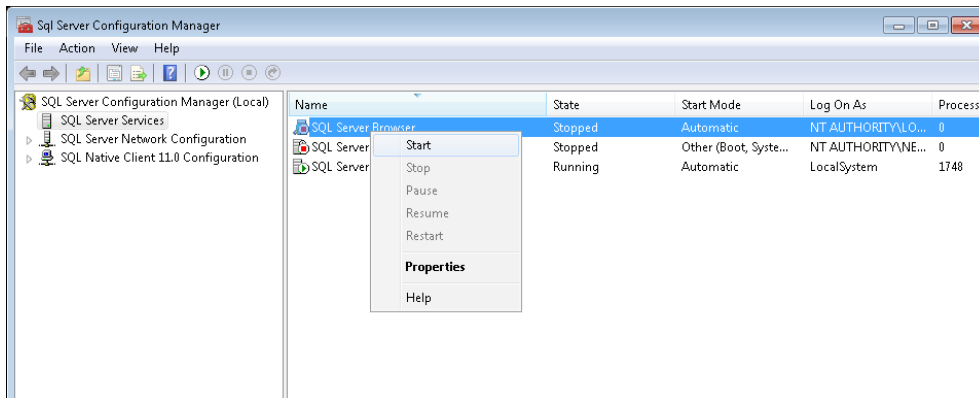 Sql Server Configuration Manager
File Action View Help
SQL Server Configuration Manager (Local)
SQL Server Services
SQL Server Network Configuration
SQL Native Client 11.0 Configuration
Name State Start Mode Log On As Process
SQL Server Browser Stopped Automatic NT AUTHORITY\LO... 0
SQL Server Stopped Other (Boot, Syste... NT AUTHORITY\NE... 0
SQL Server Running Automatic LocalSystem 1748
Start
Stop
Pause
Resume
Restart
Properties
Help